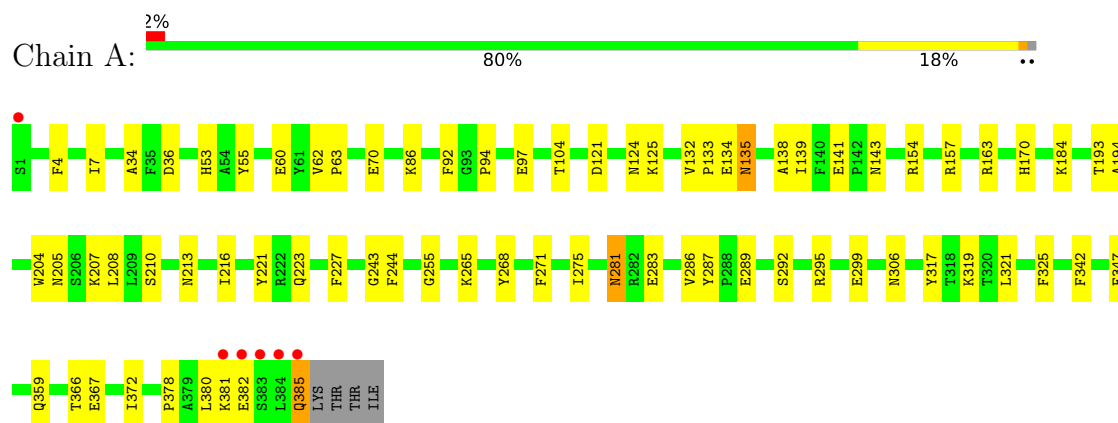 2%
Chain A:
80% 18% ••
S1 F4 I7 A34 F35 D36 H53 A54 Y55 E60 Y61 V62 P63 E70 K86 F92 G93 P94 E97 T104 D121 N124 K125 V132 P133 E134 N135 A138 I139 F140 E141 P142 N143 R154 R157 R163 H170 K184 T193
W204 N205 S206 K207 L208 L209 S210 N213 I216 Y221 R222 Q223 F227 G243 F244 G255 K265 Y268 F271 I275 N281 R282 E283 V286 Y287 P288 E289 S292 R295 E299 N306 Y317 T318 K319 T320 L321 F325 F342
Q359 T366 E367 I372 P378 A379 L380 K381 E382 S383 L384 Q385 LYS THR THR ILE